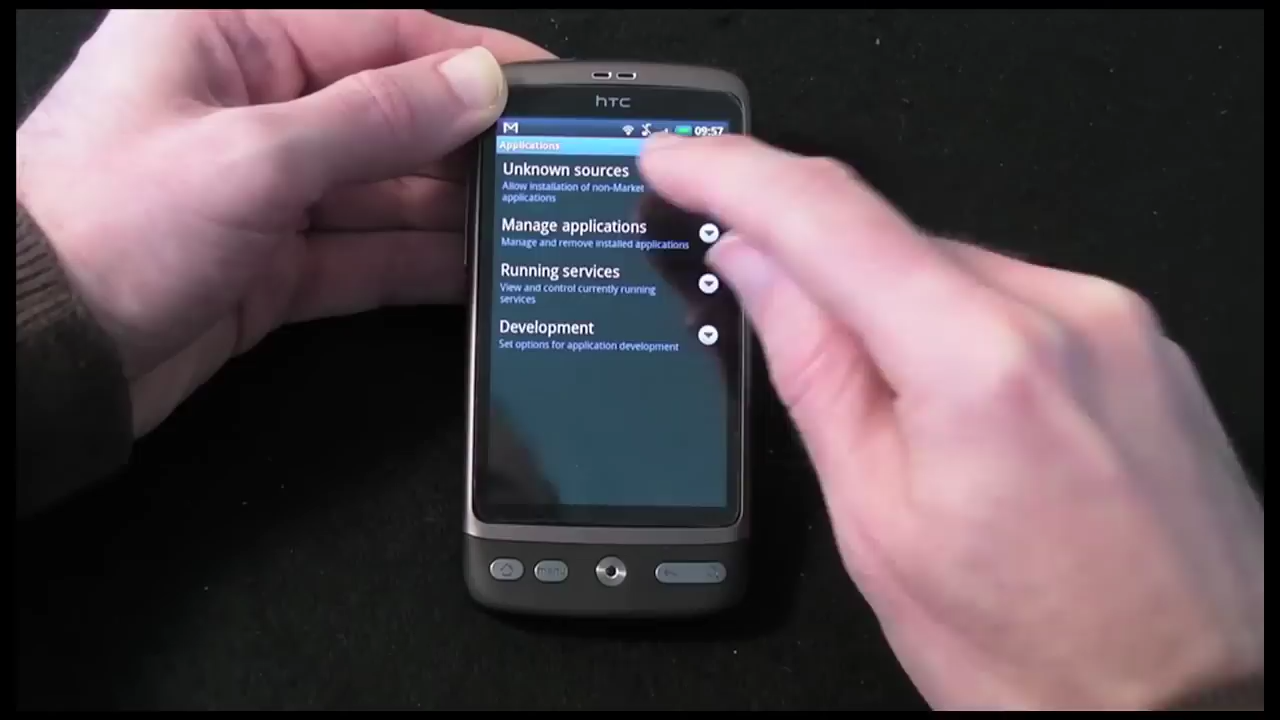 hTC
09:57
Applications
Unknown sources
Allow installation of non-Market
applications
Manage applications
Manage and remove installed applications
Running services
View and control currently running
services
Development
Set options for application development
menu